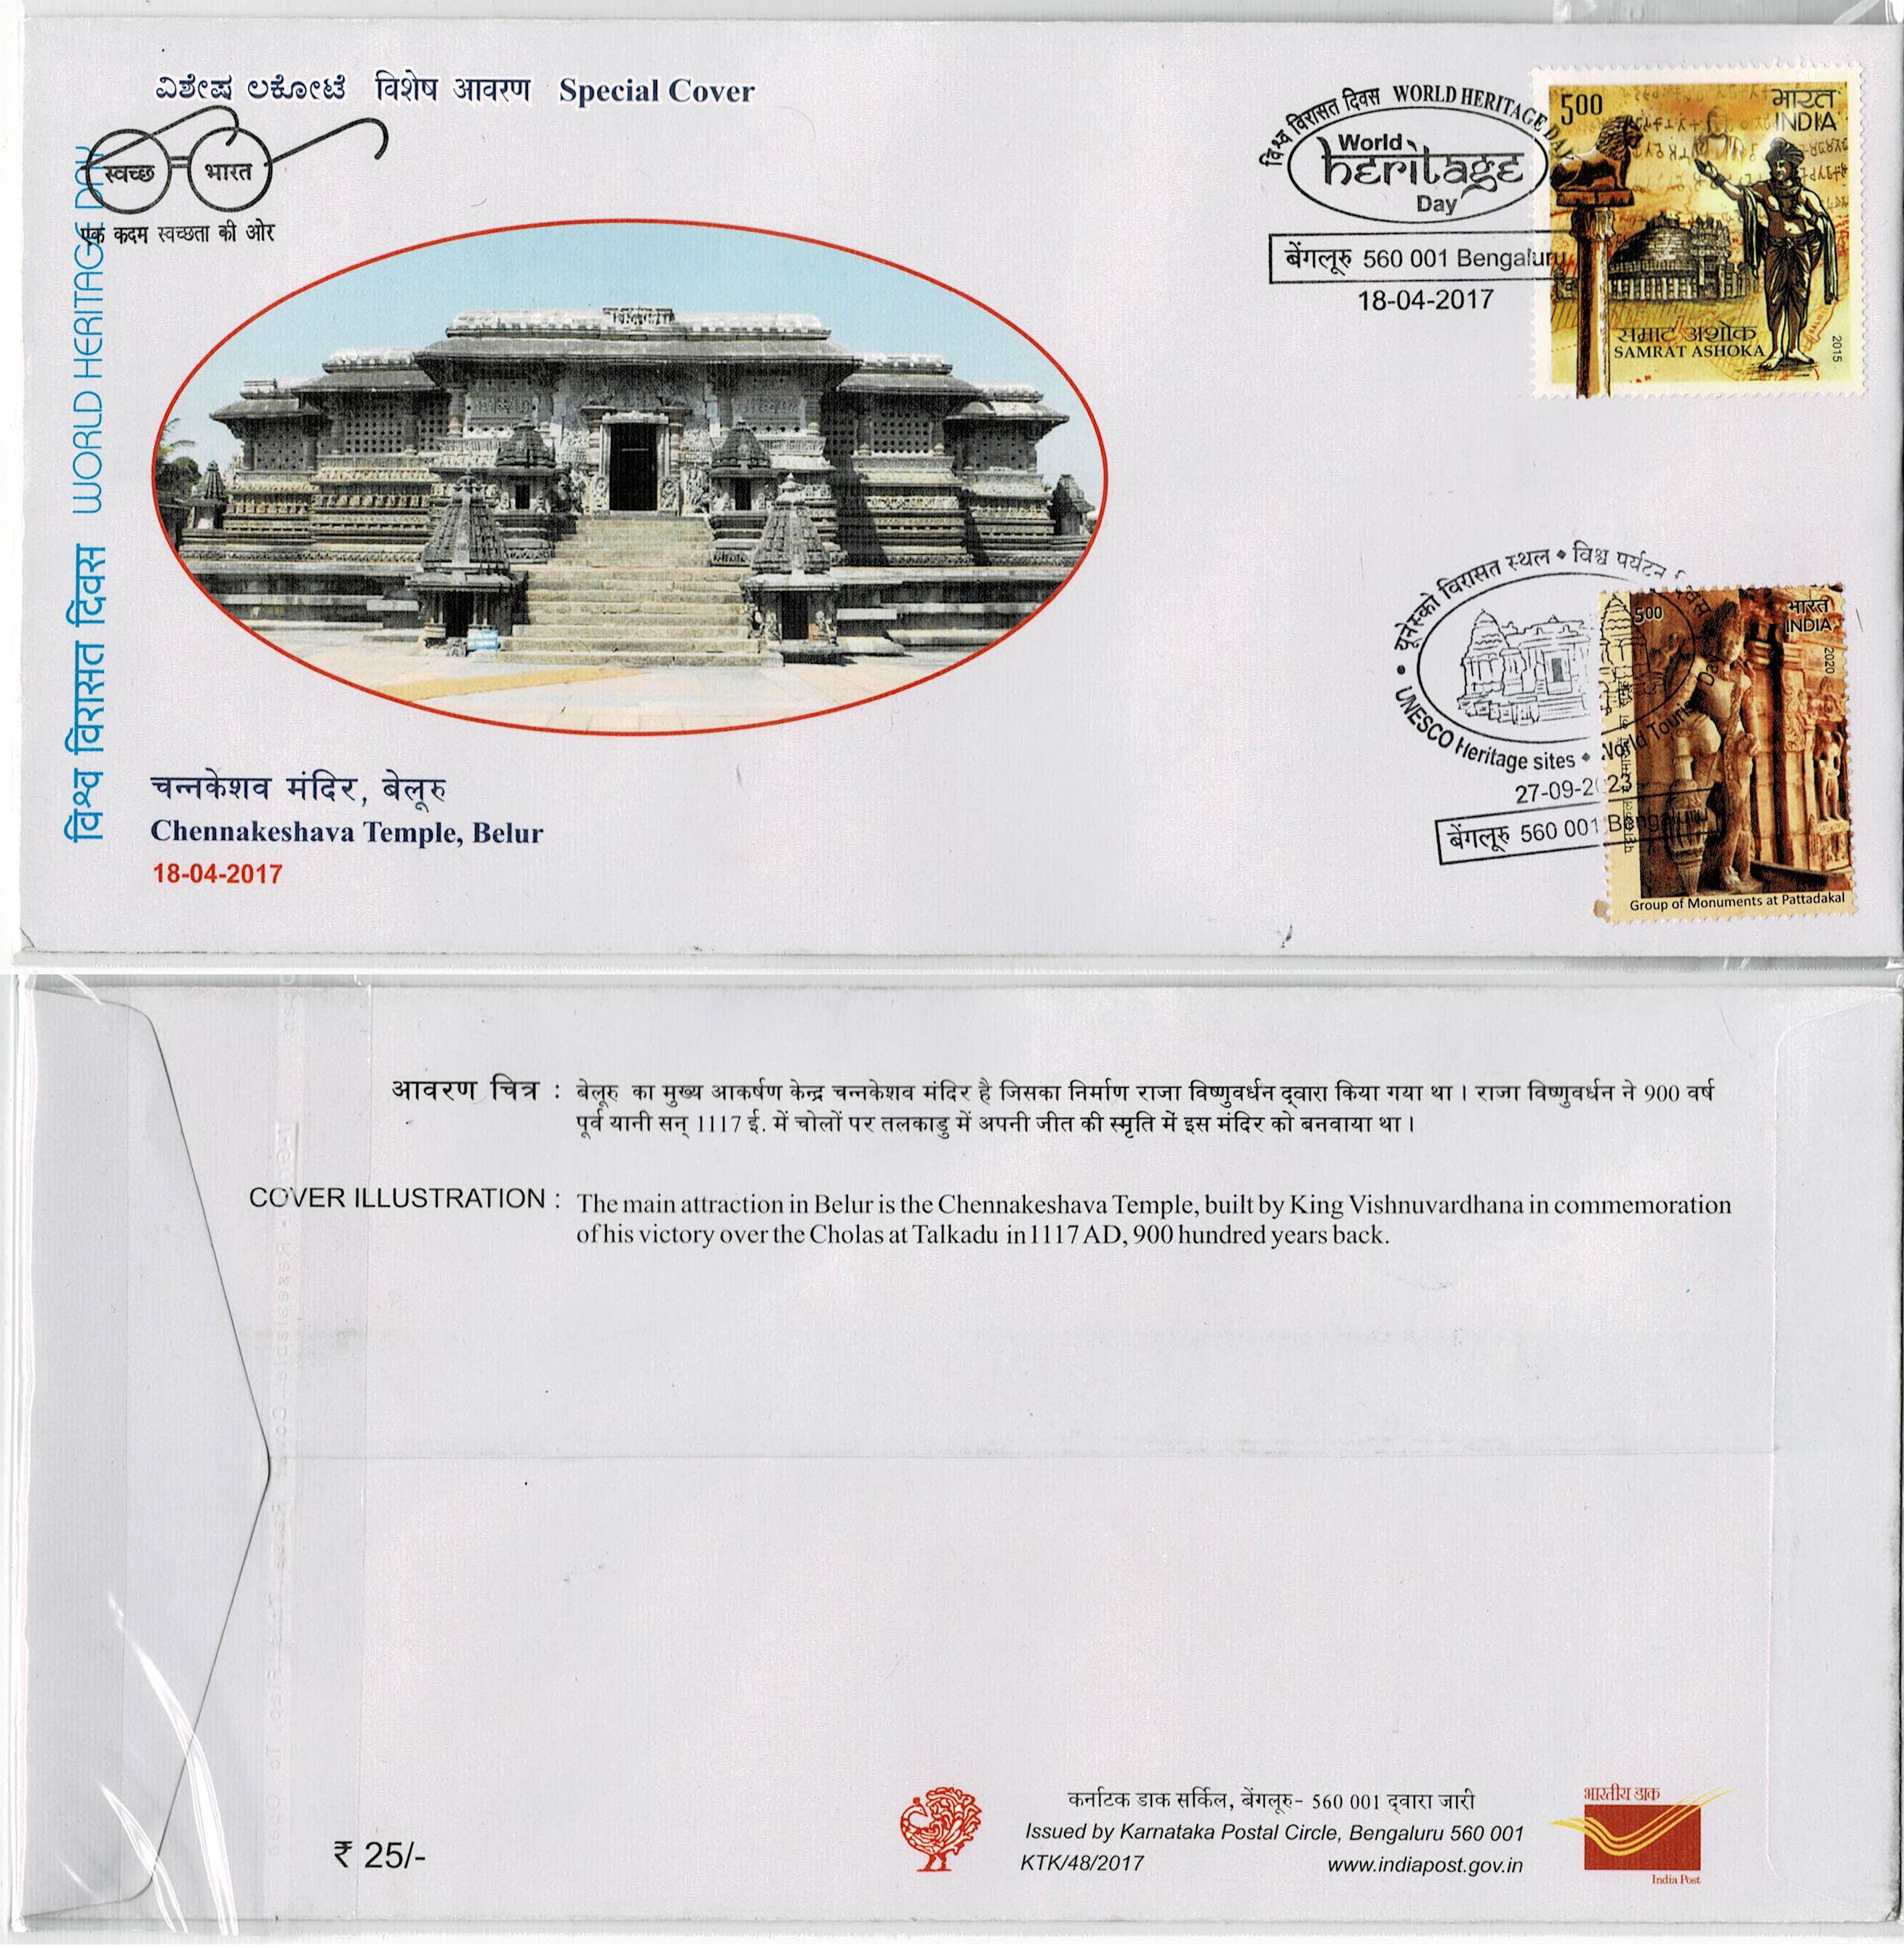 ವಿಶೇಷ ಲಕೋಟೆ विशेष आवरण Special Cover
स्वच्छ भारत
एक कदम स्वच्छता की ओर
विश्व विरासत दिवस WORLD HERITAGE DAY
चन्नकेशव मंदिर, बेलूरु
Chennakeshava Temple, Belur
18-04-2017
विश्व विरासत दिवस WORLD HERITAGE DAY
World
heritage
Day
बेंगलूरु 560 001 Bengaluru
18-04-2017
500
भारत
INDIA
सम्राट अशोक
SAMRAT ASHOKA
2015
यूनेस्को विरासत स्थल • विश्व पर्यटन दिवस
• UNESCO Heritage sites • World Tourism Day
27-09-2023
बेंगलूरु 560 001 Bengaluru
500
भारत
INDIA
2020
Group of Monuments at Pattadakal
आवरण चित्र : बेलूरु का मुख्य आकर्षण केन्द्र चन्नकेशव मंदिर है जिसका निर्माण राजा विष्णुवर्धन द्वारा किया गया था । राजा विष्णुवर्धन ने 900 वर्ष
पूर्व यानी सन् 1117 ई. में चोलों पर तलकाडु में अपनी जीत की स्मृति में इस मंदिर को बनवाया था ।
COVER ILLUSTRATION : The main attraction in Belur is the Chennakeshava Temple, built by King Vishnuvardhana in commemoration
of his victory over the Cholas at Talkadu in 1117 AD, 900 hundred years back.
₹ 25/-
कर्नाटक डाक सर्किल, बेंगलूरु- 560 001 द्वारा जारी
Issued by Karnataka Postal Circle, Bengaluru 560 001
KTK/48/2017 www.indiapost.gov.in
भारतीय डाक
India Post